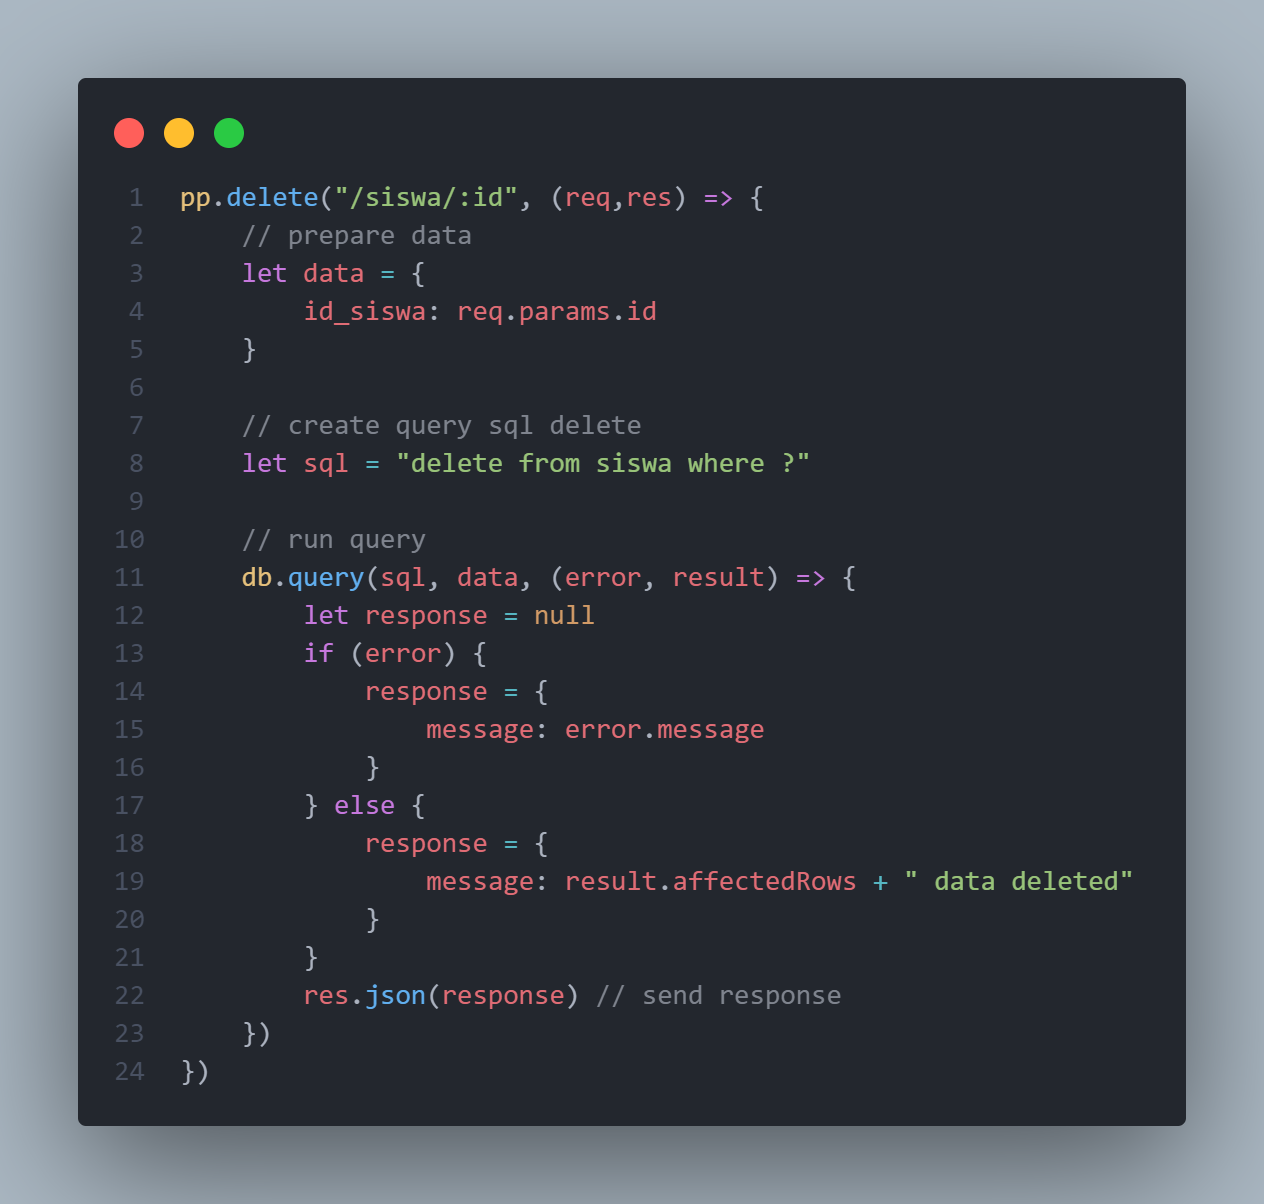 1 pp.delete("/siswa/:id", (req,res) => {
2     // prepare data
3     let data = {
4         id_siswa: req.params.id
5     }
6
7     // create query sql delete
8     let sql = "delete from siswa where ?"
9
10     // run query
11     db.query(sql, data, (error, result) => {
12         let response = null
13         if (error) {
14             response = {
15                 message: error.message
16             }
17         } else {
18             response = {
19                 message: result.affectedRows + " data deleted"
20             }
21         }
22         res.json(response) // send response
23     })
24 })